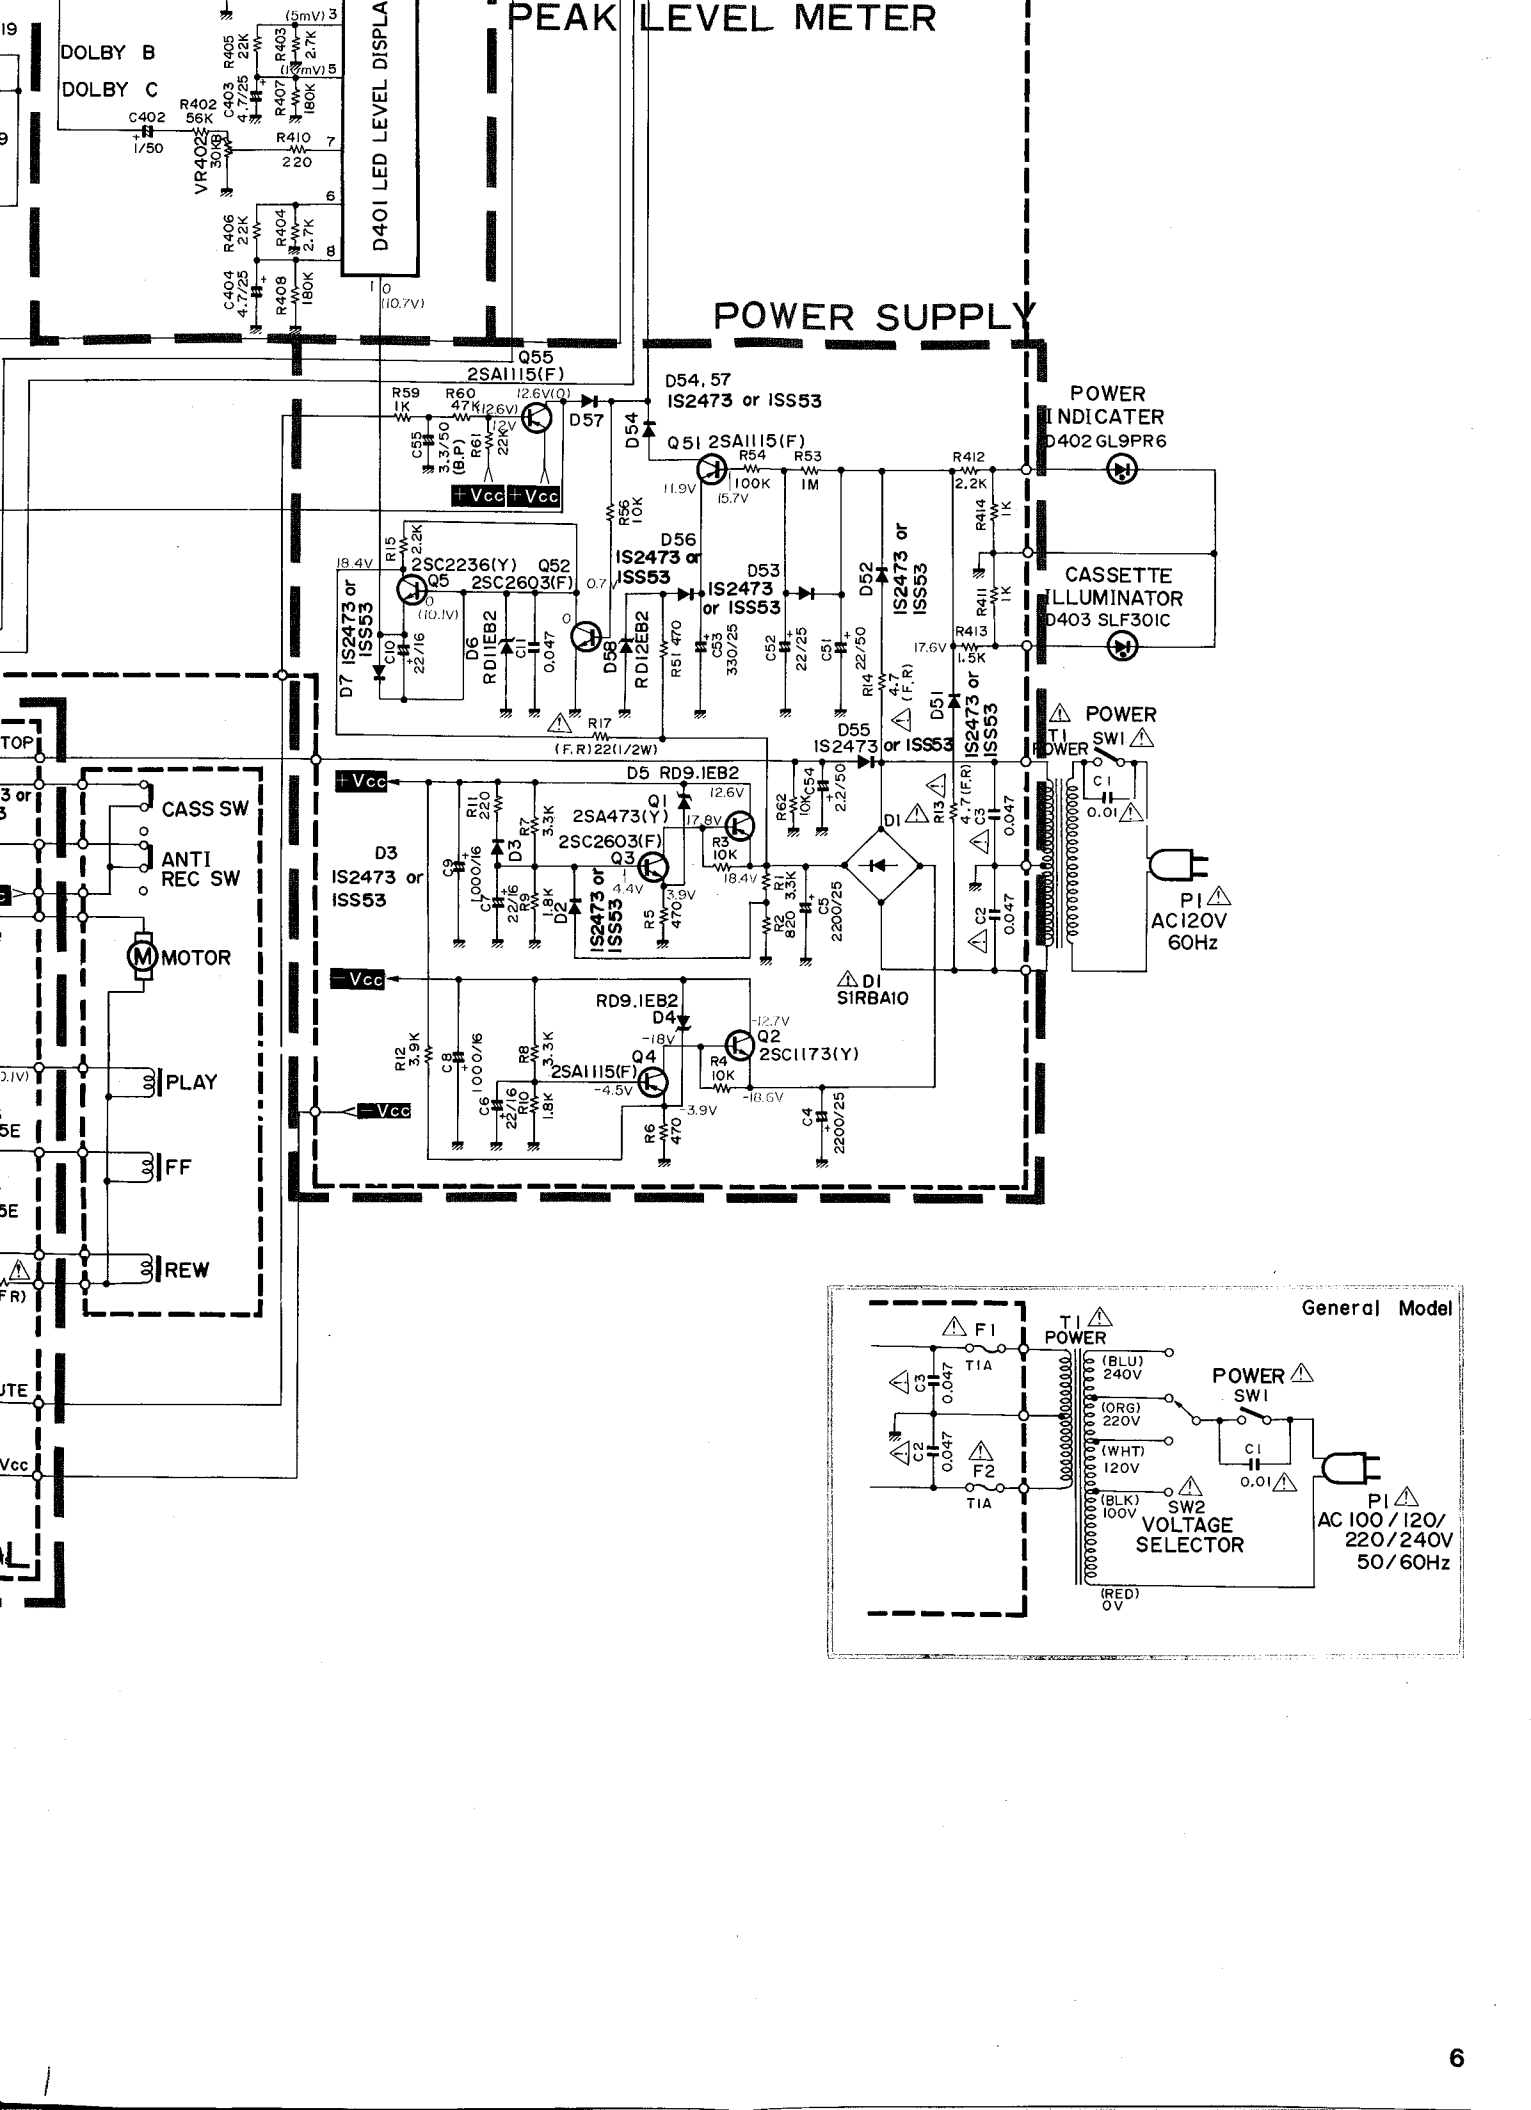 PEAK LEVEL METER
19
DOLBY B
DOLBY C
9
(5mV) 3
R405
22K
R403
2.7K
5
C403
4.7/25
R407
180K
C402
1/50
R402
56K
VR402
30KB
R410
220
7
6
R406
22K
R404
2.7K
8
C404
4.7/25
R408
180K
D401 LED LEVEL DISPLA
10
(10.7V)
POWER SUPPLY
Q55
2SA1115(F)
R59
1K
R60
47K
(12.6V)
12V
12.6V(0)
C55
3.3/50
(B.P)
R61
22K
+Vcc
+Vcc
D57
D54
D54, 57
1S2473 or 1SS53
Q51 2SA1115(F)
R54
100K
R53
1M
11.9V
15.7V
R56
10K
R412
2.2K
R414
1K
R411
1K
POWER
INDICATER
D402 GL9PR6
CASSETTE
ILLUMINATOR
D403 SLF301C
R413
1.5K
17.6V
18.4V
R15
2.2K
2SC2236(Y)
Q5
0
(10.1V)
Q52
2SC2603(F)
0.7V
0
D7 1S2473 or
1SS53
C10
22/16
D6
RD11EB2
C11
0.047
D58
RD12EB2
D56
1S2473 or
1SS53
R51 470
D53
1S2473
or 1SS53
C53
330/25
C52
22/25
C51
22/50
D52
1S2473 or
1SS53
R14
4.7
(F.R)
D51
1S2473 or
1SS53
R17
(F.R)22(1/2W)
D55
1S2473 or 1SS53
R62
10K
C54
2.2/50
R13
4.7(F.R)
C3
0.047
C2
0.047
T1
POWER
POWER
SW1
C1
0.01
P1
AC120V
60Hz
+Vcc
D5 RD9.1EB2
12.6V
Q1
2SA473(Y)
17.8V
2SC2603(F)
Q3
4.4V
3.9V
R3
10K
18.4V
R11
220
R7
3.3K
D3
D3
1S2473 or
1SS53
C9
1000/16
C7
22/16
R9
1.8K
D2
1S2473 or
1SS53
R5
470
R1
3.3K
R2
820
C5
2200/25
D1
D1
S1RBA10
-Vcc
RD9.1EB2
D4
-18V
-12.7V
Q2
2SC1173(Y)
Q4
2SA1115(F)
-4.5V
-3.9V
R4
10K
-18.6V
R12
3.9K
C8
1000/16
R8
3.3K
C6
22/16
R10
1.8K
R6
470
C4
2200/25
-Vcc
TOP
3 or
3
CASS SW
ANTI
REC SW
M
MOTOR
PLAY
5E
FF
5E
REW
FR)
UTE
Vcc
General Model
F1
T1A
T1
POWER
(BLU)
240V
(ORG)
220V
(WHT)
120V
(BLK)
100V
(RED)
0V
C3
0.047
C2
0.047
F2
T1A
POWER
SW1
C1
0.01
SW2
VOLTAGE
SELECTOR
P1
AC 100/120/
220/240V
50/60Hz
6